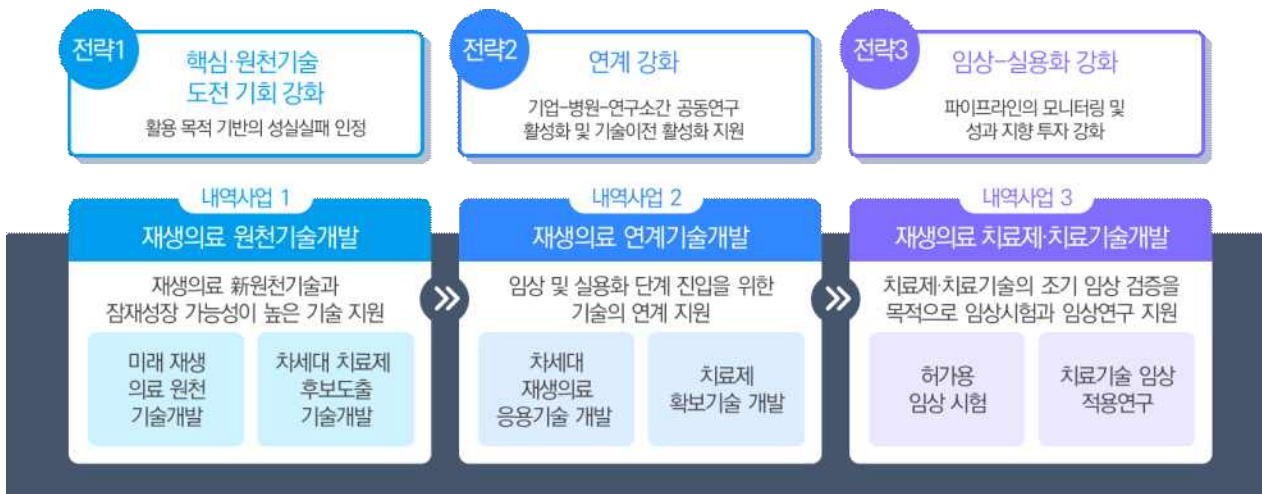 전략1
핵심·원천기술
도전 기회 강화
활용 목적 기반의 성실실패 인정
전략2
연계 강화
기업-병원-연구소간 공동연구
활성화 및 기술이전 활성화 지원
전략3
임상-실용화 강화
파이프라인의 모니터링 및
성과 지향 투자 강화
내역사업 1
재생의료 원천기술개발
재생의료 新원천기술과
잠재성장 가능성이 높은 기술 지원
미래 재생
의료 원천
기술개발
차세대 치료제
후보도출
기술개발
내역사업 2
재생의료 연계기술개발
임상 및 실용화 단계 진입을 위한
기술의 연계 지원
차세대
재생의료
응용기술 개발
치료제
확보기술 개발
내역사업 3
재생의료 치료제·치료기술개발
치료제·치료기술의 조기 임상 검증을
목적으로 임상시험과 임상연구 지원
허가용
임상 시험
치료기술 임상
적용연구